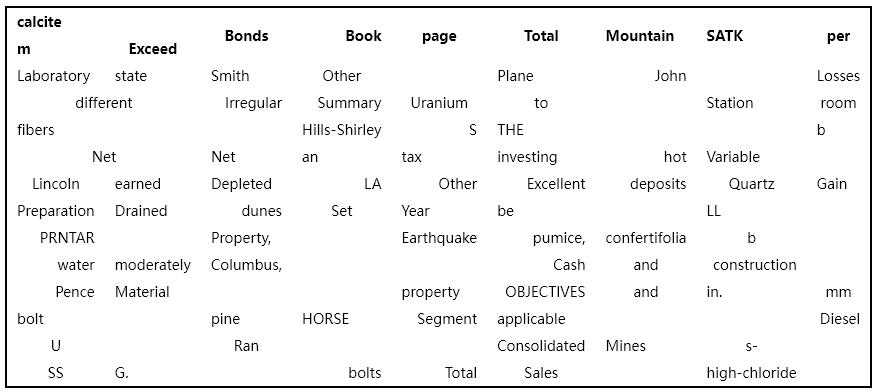 calcite
m Exceed Bonds Book page Total Mountain SATK per
Laboratory state Smith Other Plane John Losses
different Irregular Summary Uranium to Station room
fibers Hills-Shirley S THE b
Net Net an tax investing hot Variable
Lincoln earned Depleted LA Other Excellent deposits Quartz Gain
Preparation Drained dunes Set Year be LL
PRNTAR Property, Earthquake pumice, confertifolia b
water moderately Columbus, Cash and construction
Pence Material property OBJECTIVES and in. mm
bolt pine HORSE Segment applicable Diesel
U Ran Consolidated Mines s-
SS G. bolts Total Sales high-chloride